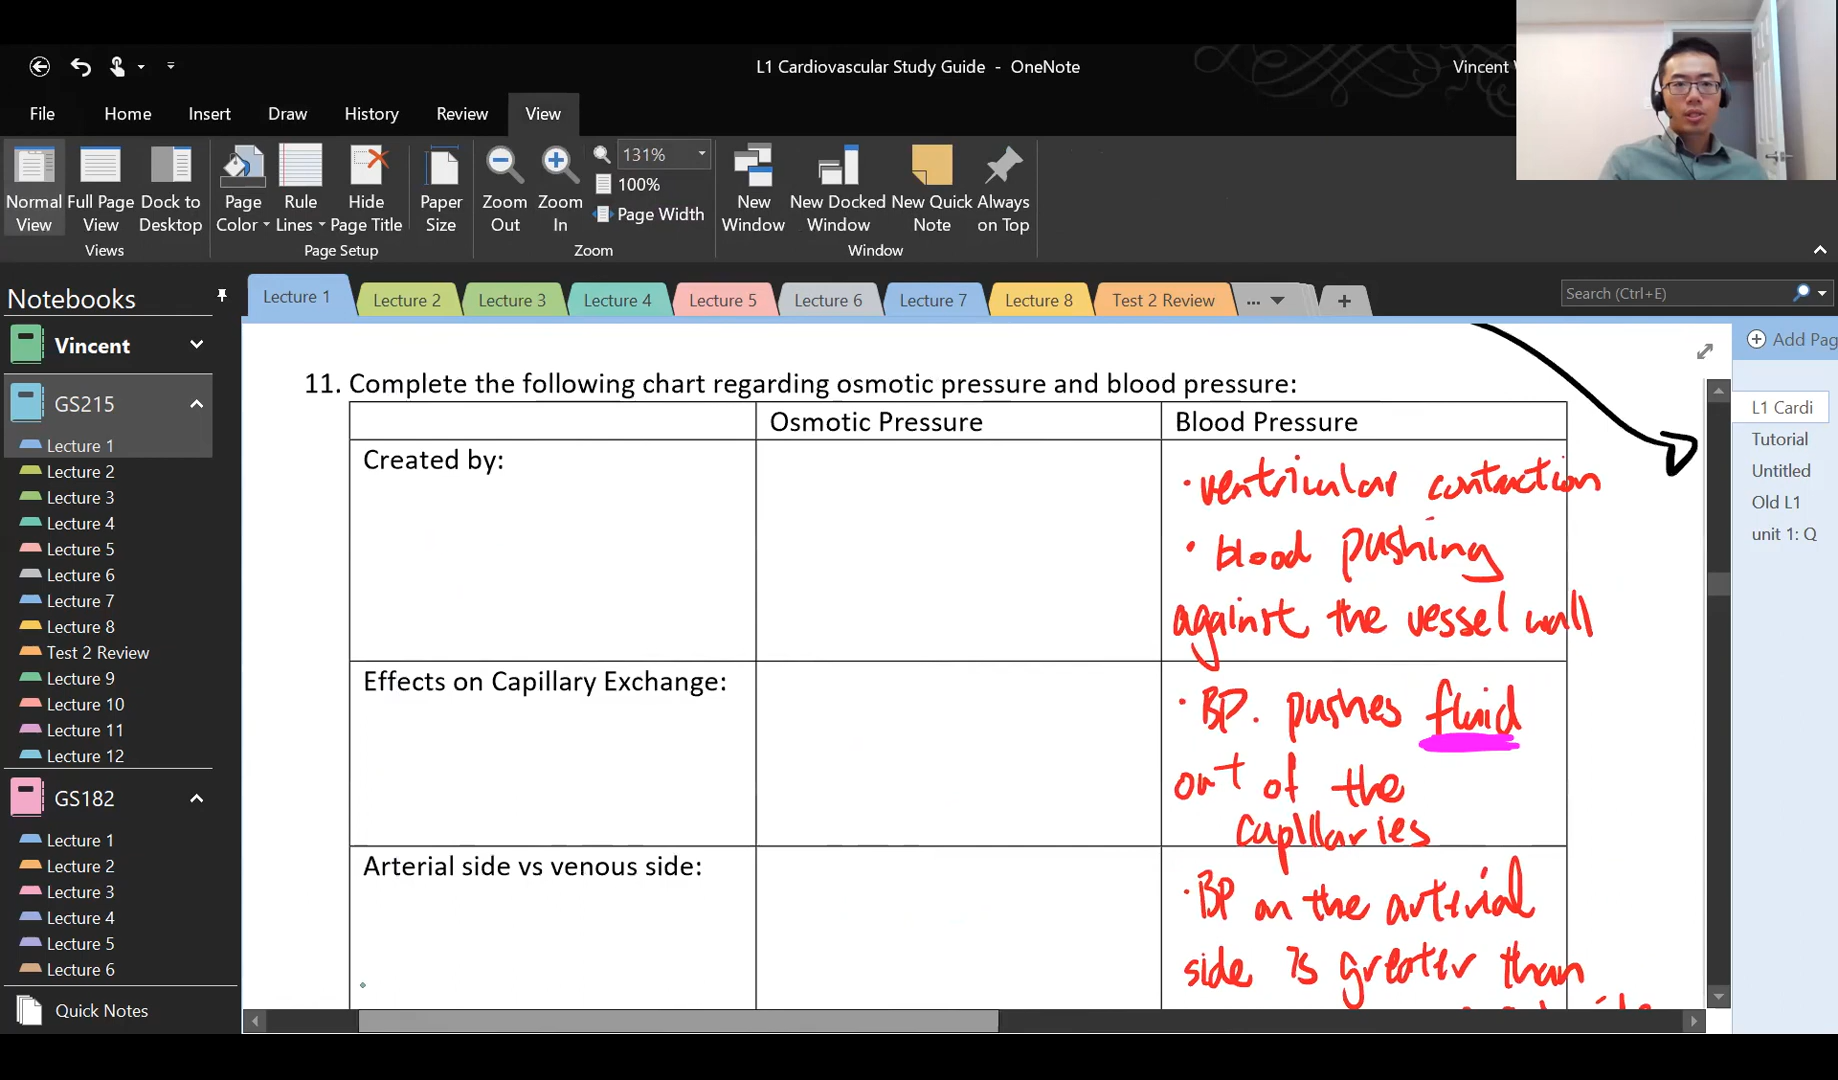 L1 Cardiovascular Study Guide - OneNote
Vincent
File Home Insert Draw History Review View
Normal View
Full Page View
Dock to Desktop
Views
Page Color
Rule Lines
Hide Page Title
Paper Size
Page Setup
Zoom Out
Zoom In
131%
100%
Page Width
Zoom
New Window
New Docked Window
New Quick Note
Always on Top
Window
Notebooks
Vincent
GS215
Lecture 1
Lecture 2
Lecture 3
Lecture 4
Lecture 5
Lecture 6
Lecture 7
Lecture 8
Test 2 Review
Lecture 9
Lecture 10
Lecture 11
Lecture 12
GS182
Lecture 1
Lecture 2
Lecture 3
Lecture 4
Lecture 5
Lecture 6
Quick Notes
Lecture 1 Lecture 2 Lecture 3 Lecture 4 Lecture 5 Lecture 6 Lecture 7 Lecture 8 Test 2 Review ...
Search (Ctrl+E)
11. Complete the following chart regarding osmotic pressure and blood pressure:
Osmotic Pressure
Blood Pressure
Created by:
• ventricular contraction
• blood pushing
against the vessel wall
Effects on Capillary Exchange:
• BP. pushes fluid
out of the
capillaries
Arterial side vs venous side:
• BP on the arterial
side is greater than
Add Pag
L1 Cardi
Tutorial
Untitled
Old L1
unit 1: Q